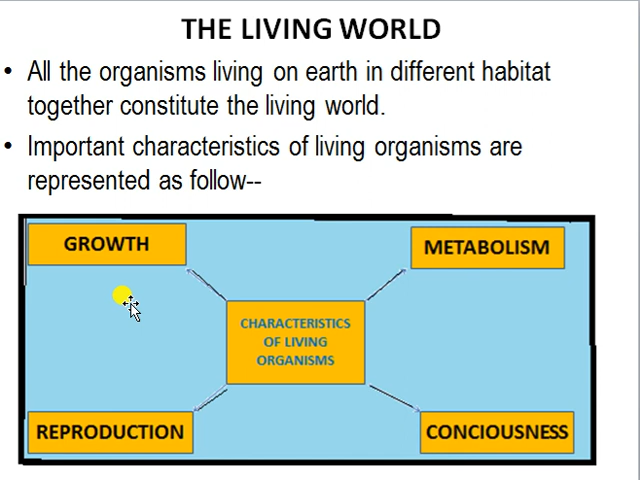 THE LIVING WORLD
• All the organisms living on earth in different habitat
together constitute the living world.
• Important characteristics of living organisms are
represented as follow--
GROWTH
METABOLISM
CHARACTERISTICS
OF LIVING
ORGANISMS
REPRODUCTION
CONCIOUSNESS